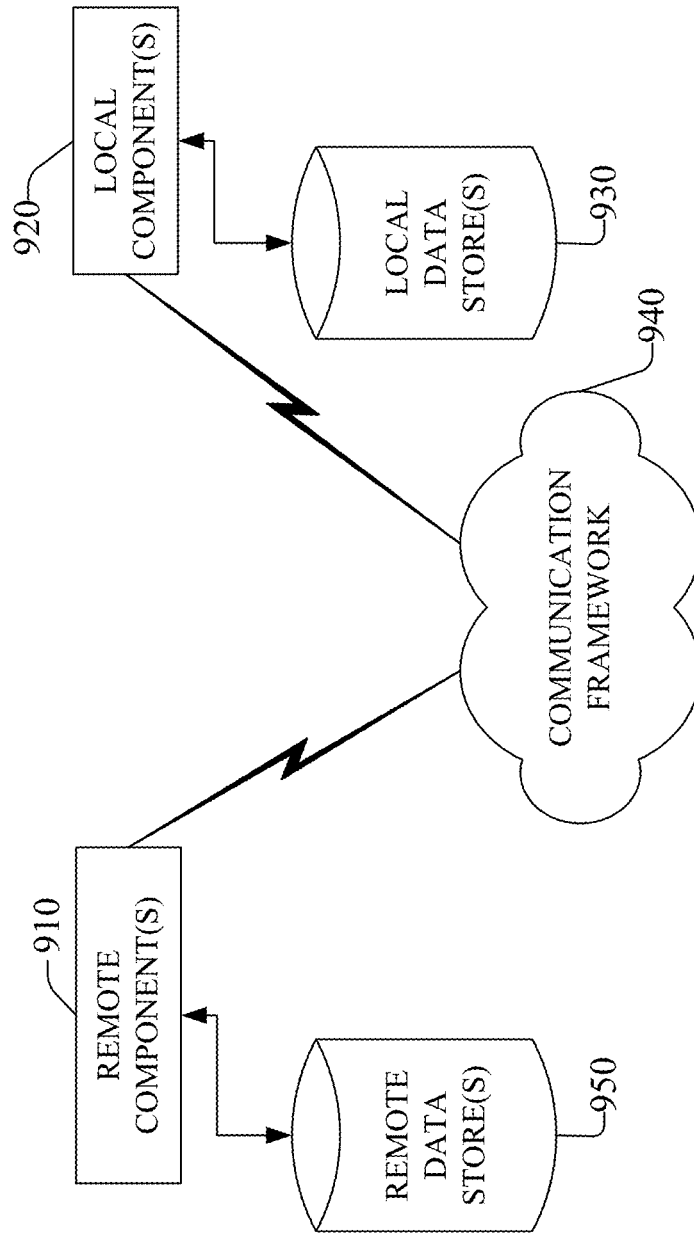 910
REMOTE
COMPONENT(S)
920
LOCAL
COMPONENT(S)
REMOTE
DATA
STORE(S)
950
LOCAL
DATA
STORE(S)
930
COMMUNICATION
FRAMEWORK
940